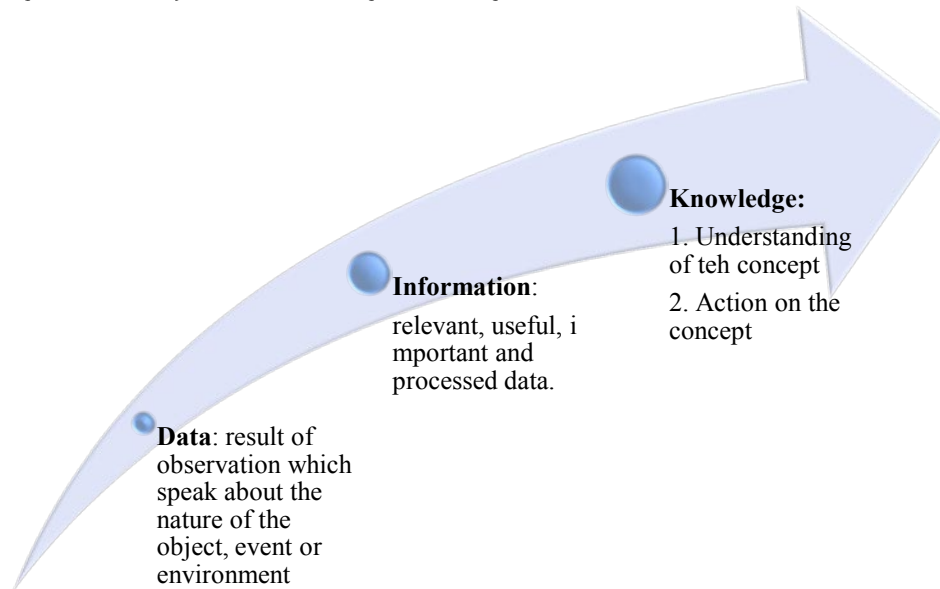 Knowledge:
1. Understanding
of teh concept
2. Action on the
concept
Information:
relevant, useful, i
mportant and
processed data.
Data: result of
observation which
speak about the
nature of the
object, event or
environment